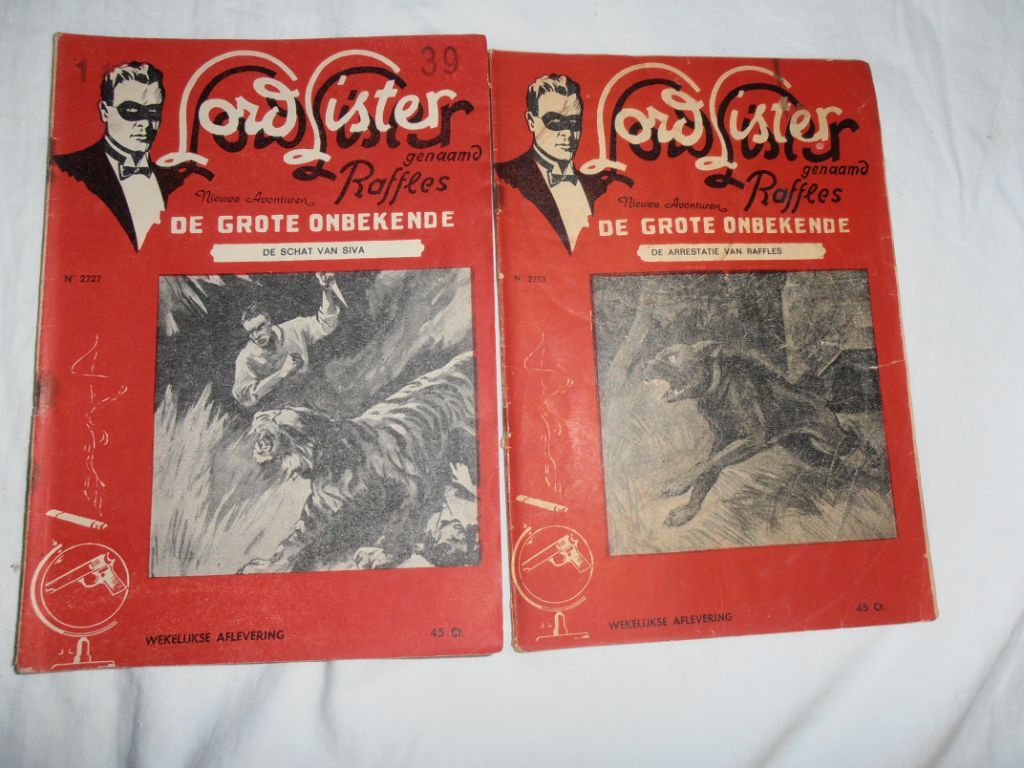 39
Lord Lister
genaamd
Raffles
Nieuwe Avonturen
DE GROTE ONBEKENDE
DE SCHAT VAN SIVA
N° 2727
WEKELIJKSE AFLEVERING
45 Ct.
Lord Lister
genaamd
Raffles
Nieuwe Avonturen
DE GROTE ONBEKENDE
DE ARRESTATIE VAN RAFFLES
N° 2753
WEKELIJKSE AFLEVERING
45 Ct.